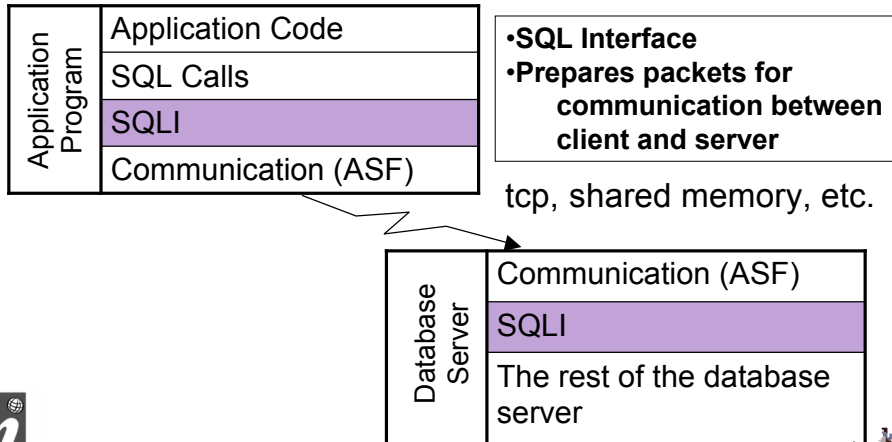 Application Program
Application Code
SQL Calls
SQLI
Communication (ASF)
•SQL Interface
•Prepares packets for
communication between
client and server
tcp, shared memory, etc.
Database Server
Communication (ASF)
SQLI
The rest of the database
server